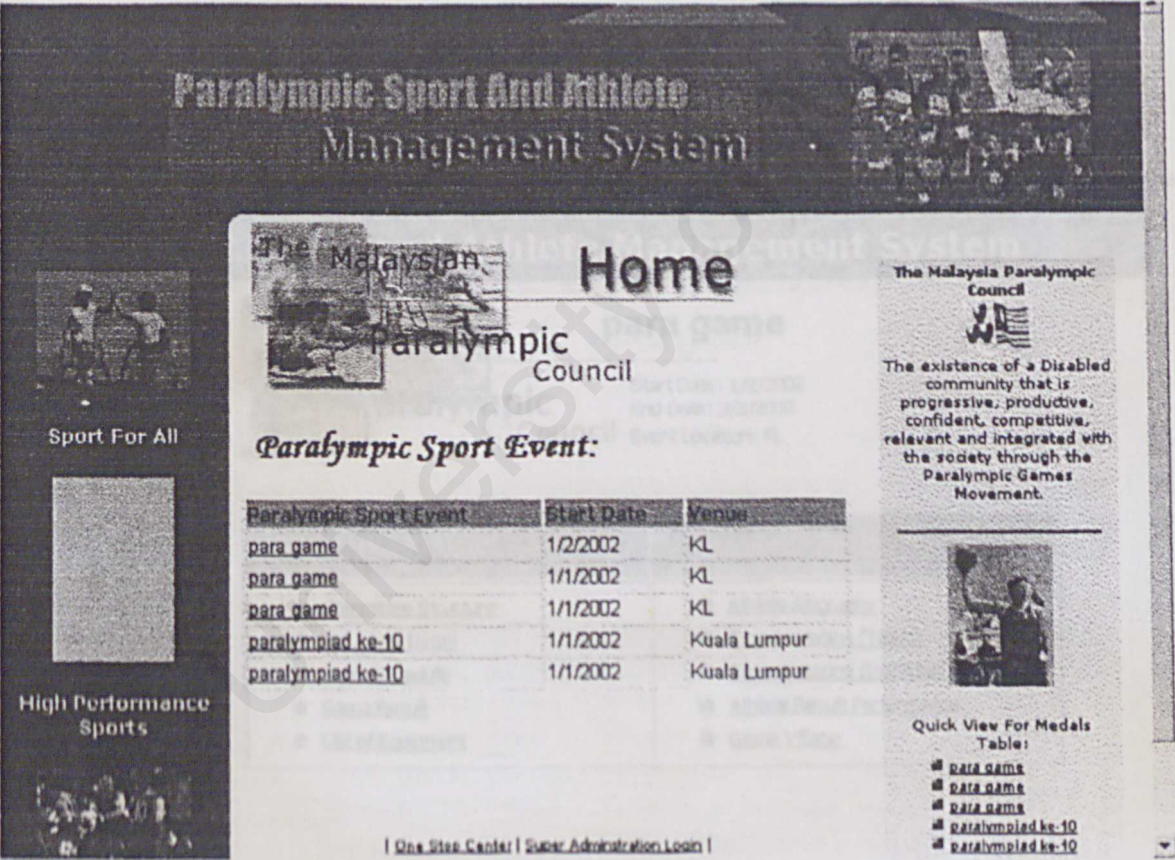 Paralympic Sport And Athlete
Management System
The Malaysian
Paralympic
Council
Home
Sport For All
High Performance
Sports
Paralympic Sport Event:
Paralympic Sport Event Start Date Venue
para game 1/2/2002 KL
para game 1/1/2002 KL
para game 1/1/2002 KL
paralympiad ke-10 1/1/2002 Kuala Lumpur
paralympiad ke-10 1/1/2002 Kuala Lumpur
| One Stop Center | Super Adminstration Login |
The Malaysia Paralympic
Council
The existence of a Disabled
community that is
progressive, productive,
confident, competitive,
relevant and integrated with
the society through the
Paralympic Games
Movement.
Quick View For Medals
Table:
para game
para game
para game
paralympiad ke-10
paralympiad ke-10